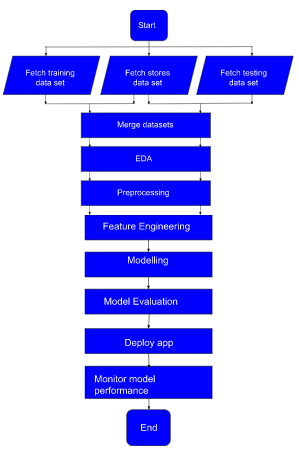 Start
Fetch training
data set
Fetch stores
data set
Fetch testing
data set
Merge datasets
EDA
Preprocessing
Feature Engineering
Modelling
Model Evaluation
Deploy app
Monitor model
performance
End